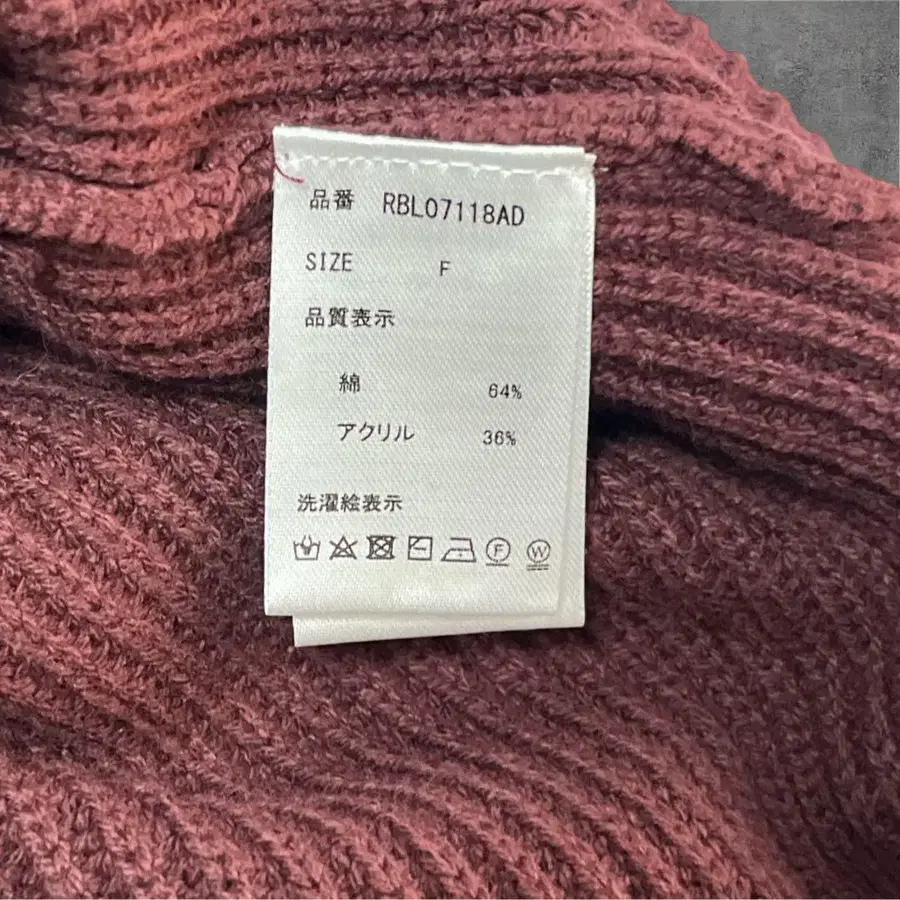 品番 RBL07118AD
SIZE F
品質表示
綿 64%
アクリル 36%
洗濯絵表示
F W